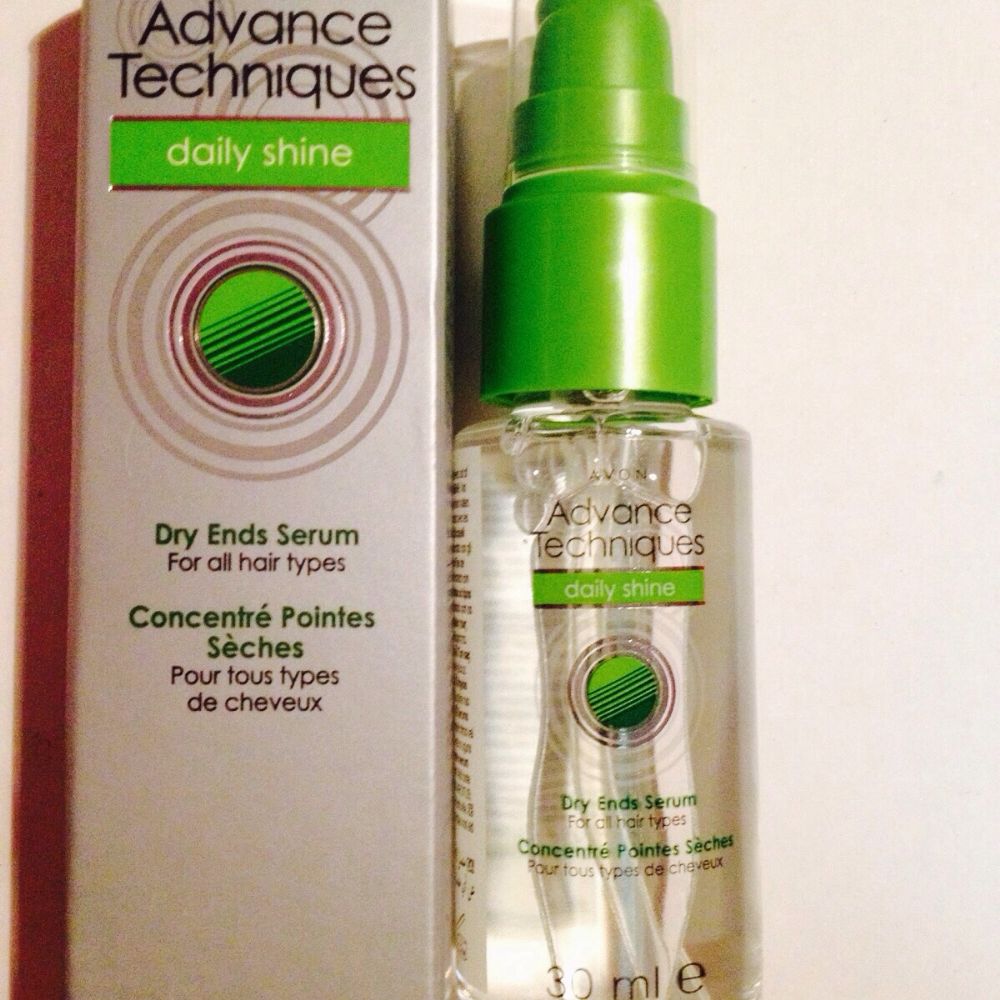 Advance
Techniques
daily shine
Dry Ends Serum
For all hair types
Concentré Pointes
Sèches
Pour tous types
de cheveux
AVON
Advance
Techniques
daily shine
Dry Ends Serum
For all hair types
Concentré Pointes Sèches
Pour tous types de cheveux
30 ml e